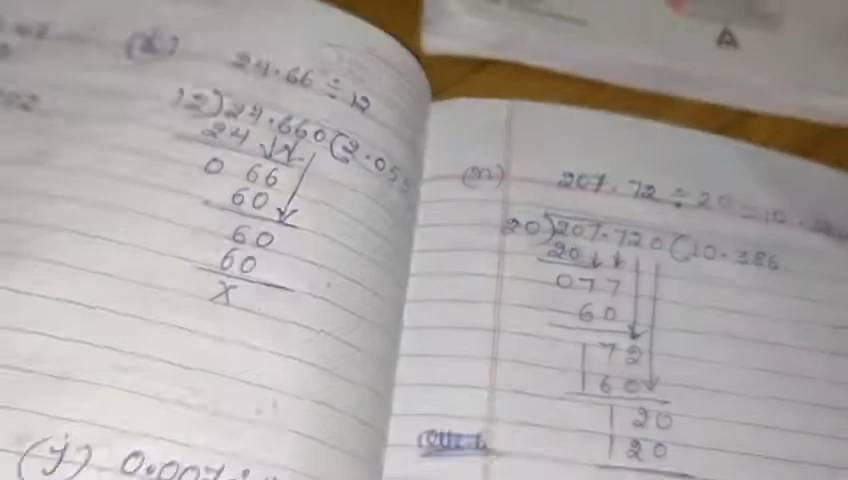 24.66 ÷ 12
12)24.660(2.055
24
0 66
60
60
60
x
(j) 0.007
A
(n) 207.72 ÷ 20 = 10.
20)207.720(10.386
20
077
60
172
160
120
120